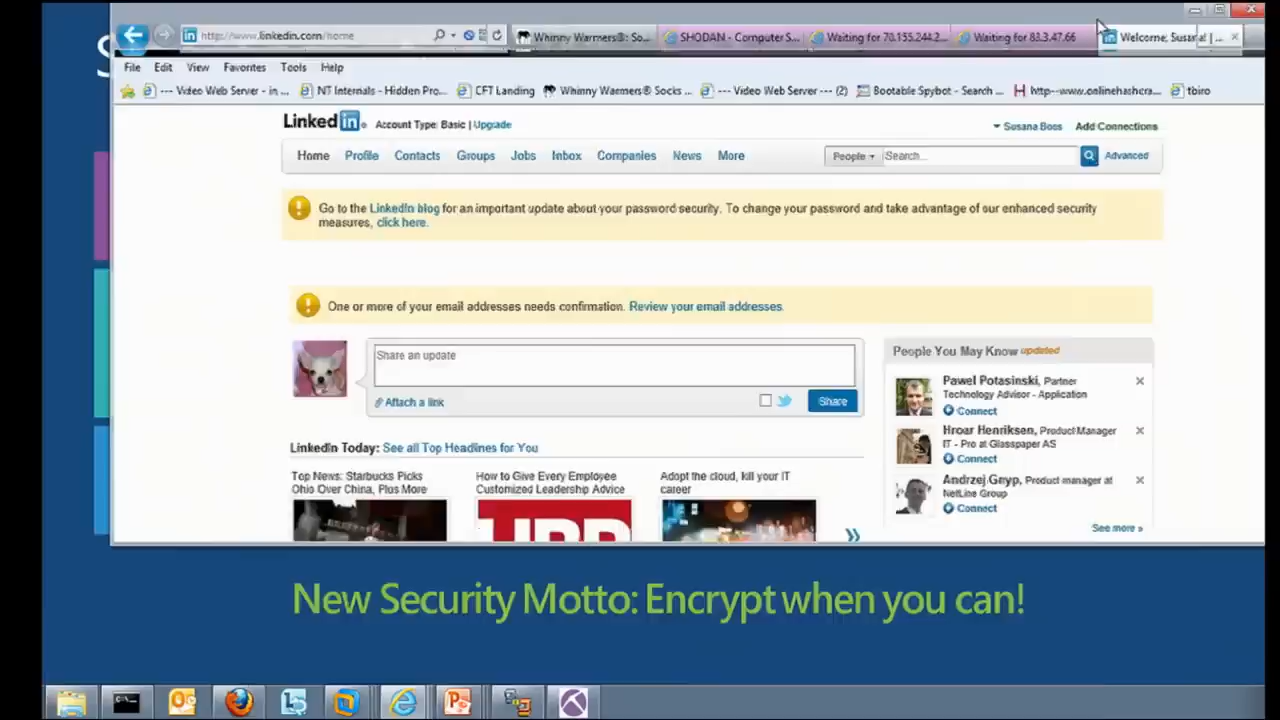 S
http://www.linkedin.com/home
Whinny Warmers®: So...
SHODAN - Computer S...
Waiting for 70.155.244.2...
Waiting for 83.3.47.66
Welcome, Susana! | ...
File Edit View Favorites Tools Help
--- Video Web Server - in ...
NT Internals - Hidden Pro...
CFT Landing
Whinny Warmers® Socks ...
--- Video Web Server --- (2)
Bootable Spybot - Search ...
http--www.onlinehashcra...
tbiro
Linked in Account Type: Basic | Upgrade
Susana Boss Add Connections
Home Profile Contacts Groups Jobs Inbox Companies News More
People Search... Advanced
Go to the LinkedIn blog for an important update about your password security. To change your password and take advantage of our enhanced security
measures, click here.
One or more of your email addresses needs confirmation. Review your email addresses.
Share an update
Attach a link
Share
People You May Know updated
Pawel Potasinski, Partner
Technology Advisor - Application
Connect
Hroar Henriksen, Product Manager
IT - Pro at Glasspaper AS
Connect
Andrzej Gnyp, Product manager at
NetLine Group
Connect
See more »
LinkedIn Today: See all Top Headlines for You
Top News: Starbucks Picks
Ohio Over China, Plus More
How to Give Every Employee
Customized Leadership Advice
Adopt the cloud, kill your IT
career
New Security Motto: Encrypt when you can!